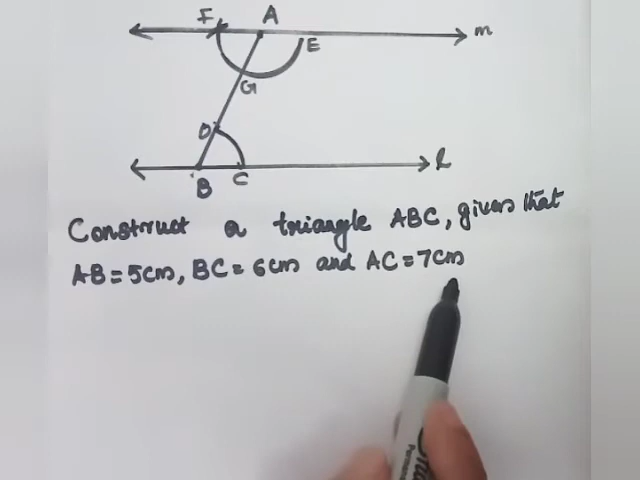 F A
m
E
G
D
B C l
Construct a triangle ABC, given that
AB = 5cm, BC = 6cm and AC = 7cm